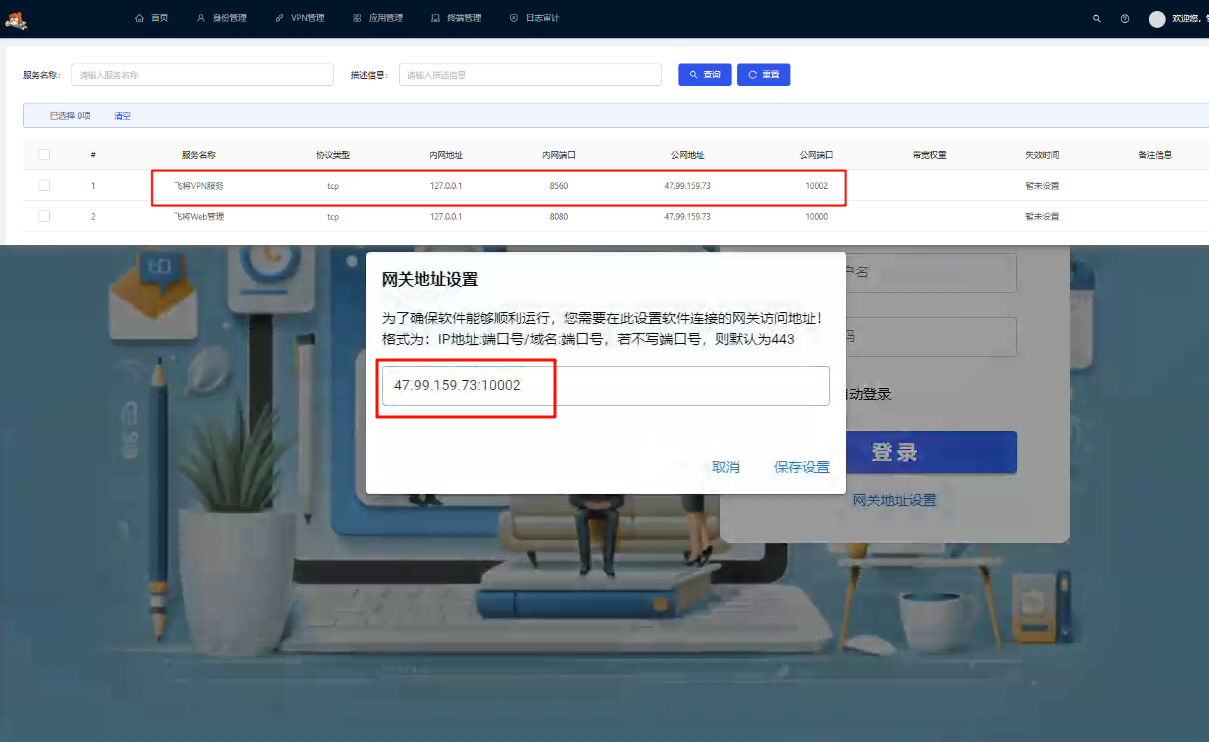 首页 身份管理 VPN管理 应用管理 终端管理 日志审计 欢迎您,
服务名称: 请输入服务名称 描述信息: 请输入描述信息 查询 重置
已选择 0项 清空
# 服务名称 协议类型 内网地址 内网端口 公网地址 公网端口 带宽权重 失效时间 备注信息
1 飞将VPN服务 tcp 127.0.0.1 8560 47.99.159.73 10002 暂未设置
2 飞将Web管理 tcp 127.0.0.1 8080 47.99.159.73 10000 暂未设置
网关地址设置
户名
为了确保软件能够顺利运行，您需要在此设置软件连接的网关访问地址！
格式为：IP地址:端口号/域名:端口号，若不写端口号，则默认为443
码
47.99.159.73:10002
动登录
登录
取消 保存设置
网关地址设置